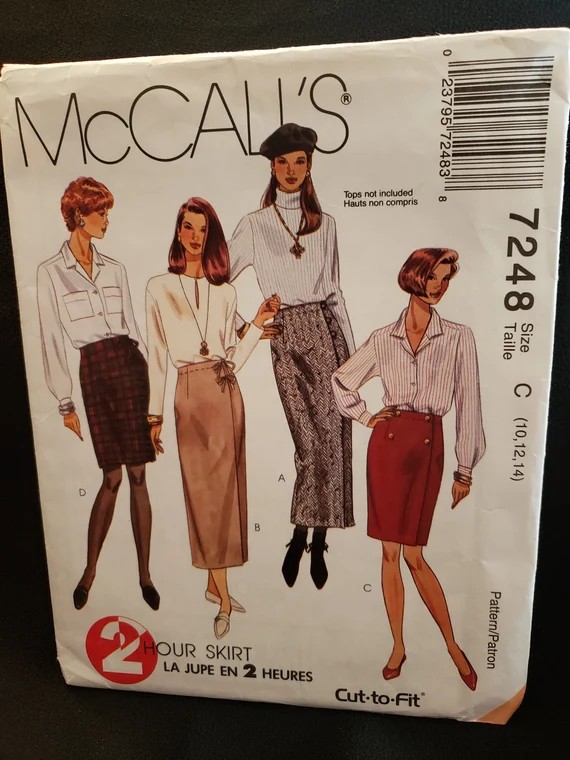 McCALL'S®
0 23795 72483 8
Tops not included
Hauts non compris
7248
Size
Taille
C
(10,12,14)
A
B
C
D
2 HOUR SKIRT
LA JUPE EN 2 HEURES
Pattern/Patron
Cut·to·Fit®